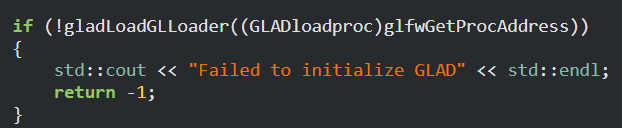 if (!gladLoadGLLoader((GLADloadproc)glfwGetProcAddress))
{
    std::cout << "Failed to initialize GLAD" << std::endl;
    return -1;
}